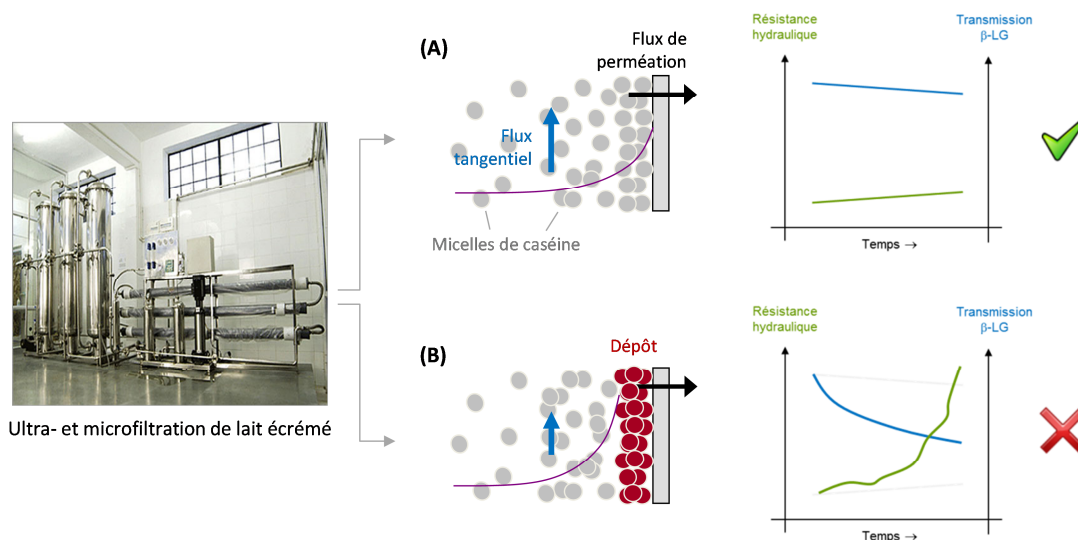 (A)
Flux de
perméation
Flux
tangentiel
Micelles de caséine
Résistance
hydraulique
Transmission
β-LG
Temps →
Ultra- et microfiltration de lait écrémé
(B)
Dépôt
Résistance
hydraulique
Transmission
β-LG
Temps →